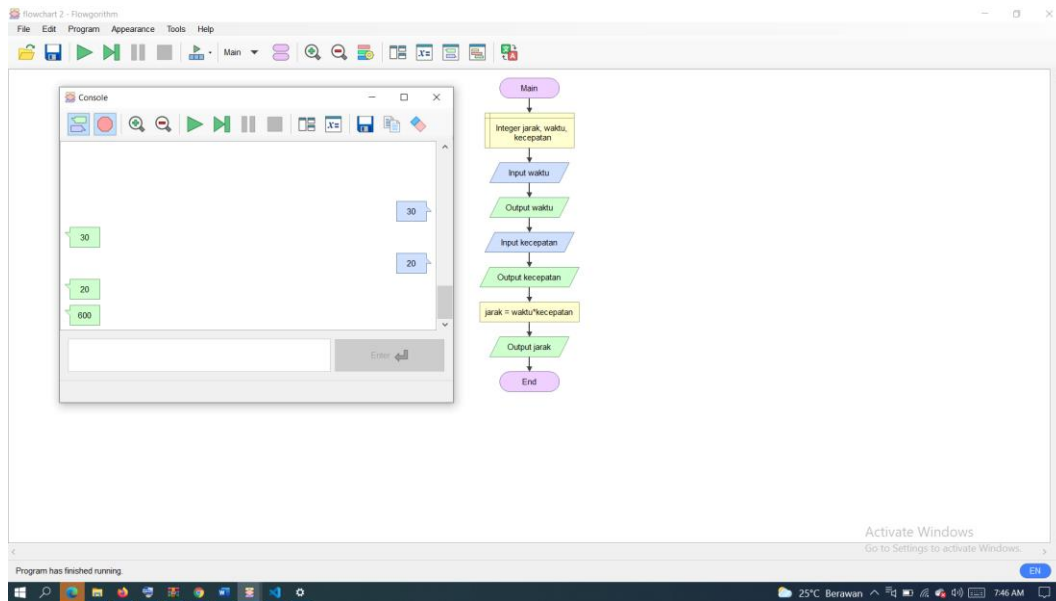 flowchart 2 - Flowgorithm
File Edit Program Appearance Tools Help
Main
Console
30
30
20
20
600
Enter
Main
Integer jarak, waktu,
kecepatan
Input waktu
Output waktu
Input kecepatan
Output kecepatan
jarak = waktu*kecepatan
Output jarak
End
Activate Windows
Go to Settings to activate Windows.
Program has finished running.
EN
25°C Berawan
7:46 AM